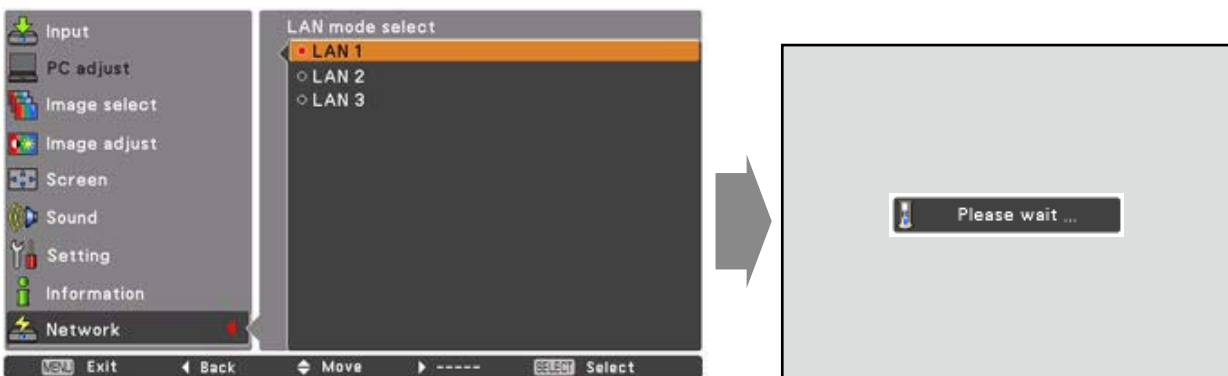 Input
PC adjust
Image select
Image adjust
Screen
Sound
Setting
Information
Network
LAN mode select
LAN 1
LAN 2
LAN 3
MENU Exit Back Move ----- SELECT Select
Please wait ...